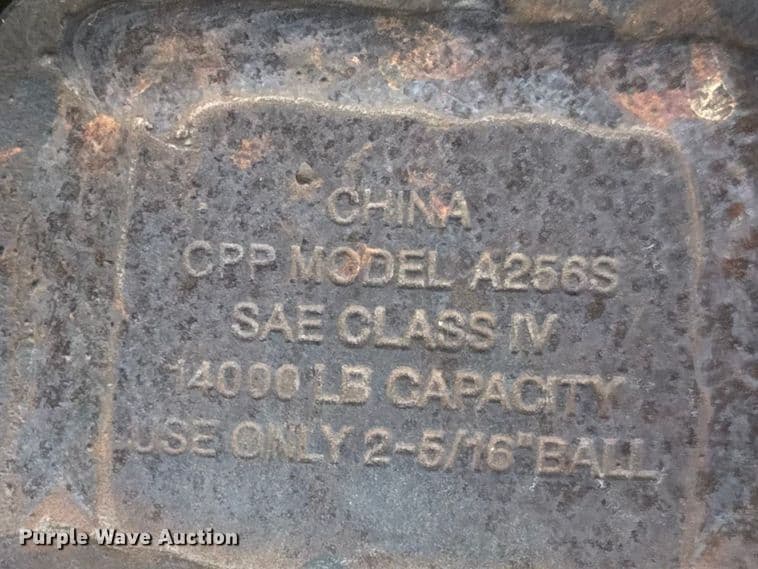 CHINA
CPP MODEL A256S
SAE CLASS IV
14000 LB CAPACITY
USE ONLY 2-5/16" BALL
Purple Wave Auction